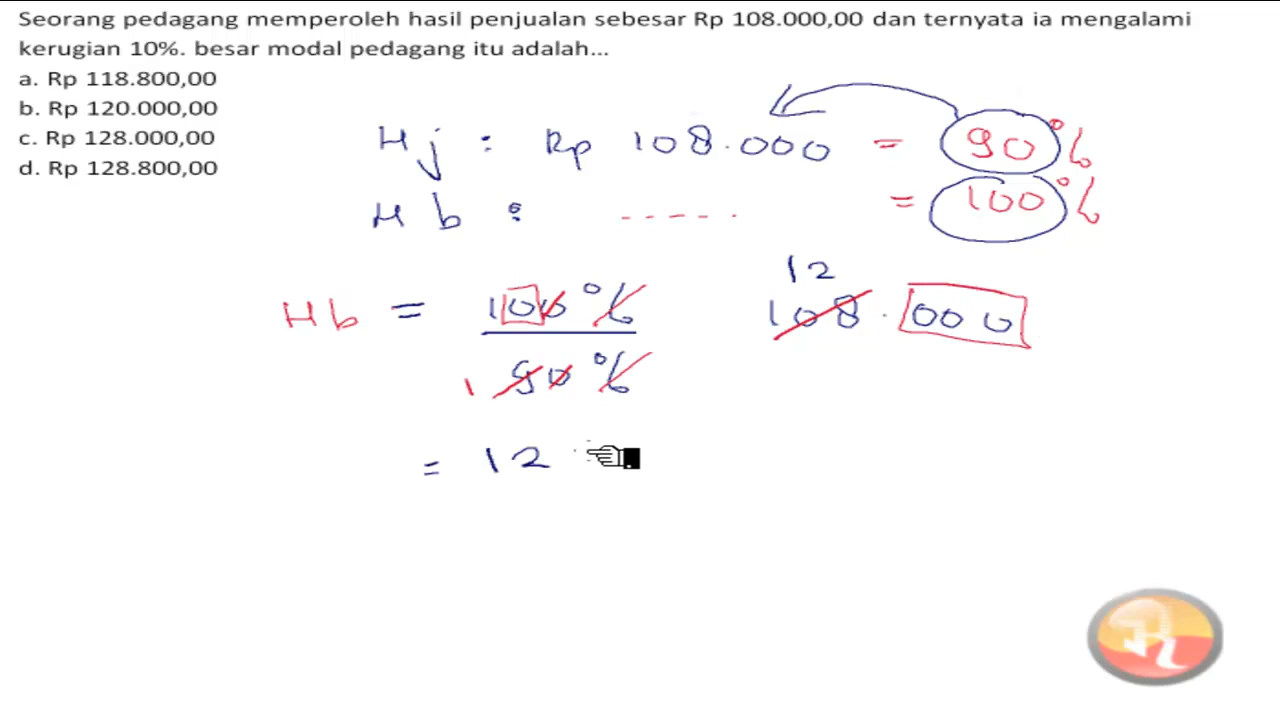 Seorang pedagang memperoleh hasil penjualan sebesar Rp 108.000,00 dan ternyata ia mengalami
kerugian 10%. besar modal pedagang itu adalah...
a. Rp 118.800,00
b. Rp 120.000,00
c. Rp 128.000,00
d. Rp 128.800,00
Hj : Rp 108.000 = 90%
Hb : ------ = 100%
12
Hb = 100% 108.000
1 90%
= 12